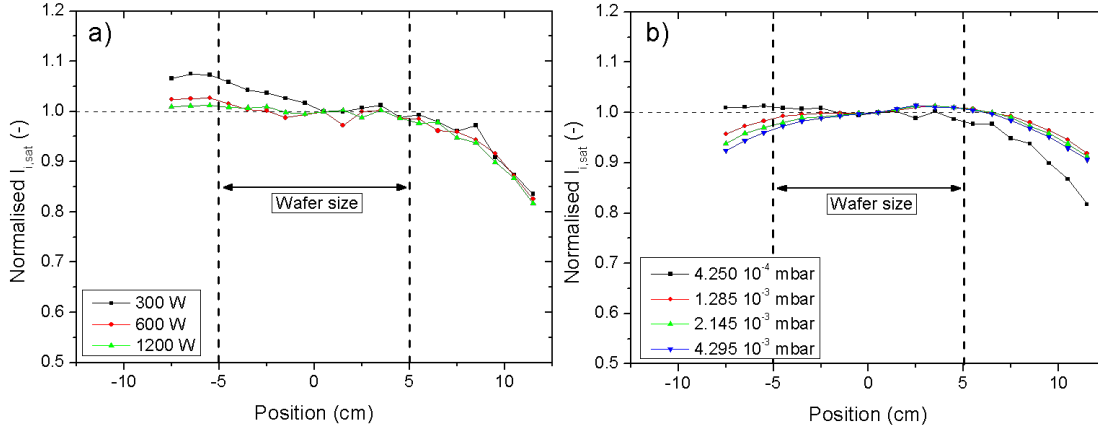 a)
1.2
1.1
1.0
0.9
0.8
0.7
0.6
0.5
Normalised I_i,sat (-)
Wafer size
300 W
600 W
1200 W
-10 -5 0 5 10
Position (cm)
b)
1.2
1.1
1.0
0.9
0.8
0.7
0.6
0.5
Normalised I_i,sat (-)
Wafer size
4.250 10^-4 mbar
1.285 10^-3 mbar
2.145 10^-3 mbar
4.295 10^-3 mbar
-10 -5 0 5 10
Position (cm)